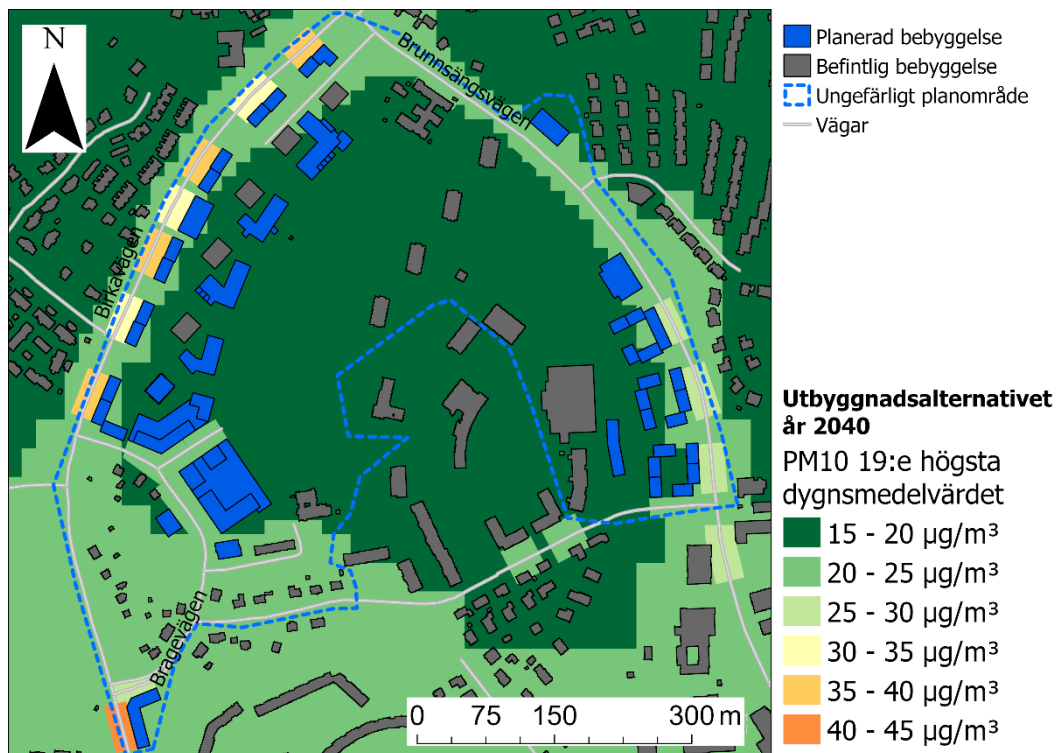 N
Brunnsängsvägen
Birkavägen
Bragevägen
0 75 150 300 m
Planerad bebyggelse
Befintlig bebyggelse
Ungefärligt planområde
Vägar
Utbyggnadsalternativet
år 2040
PM10 19:e högsta
dygnsmedelvärdet
15 - 20 µg/m³
20 - 25 µg/m³
25 - 30 µg/m³
30 - 35 µg/m³
35 - 40 µg/m³
40 - 45 µg/m³